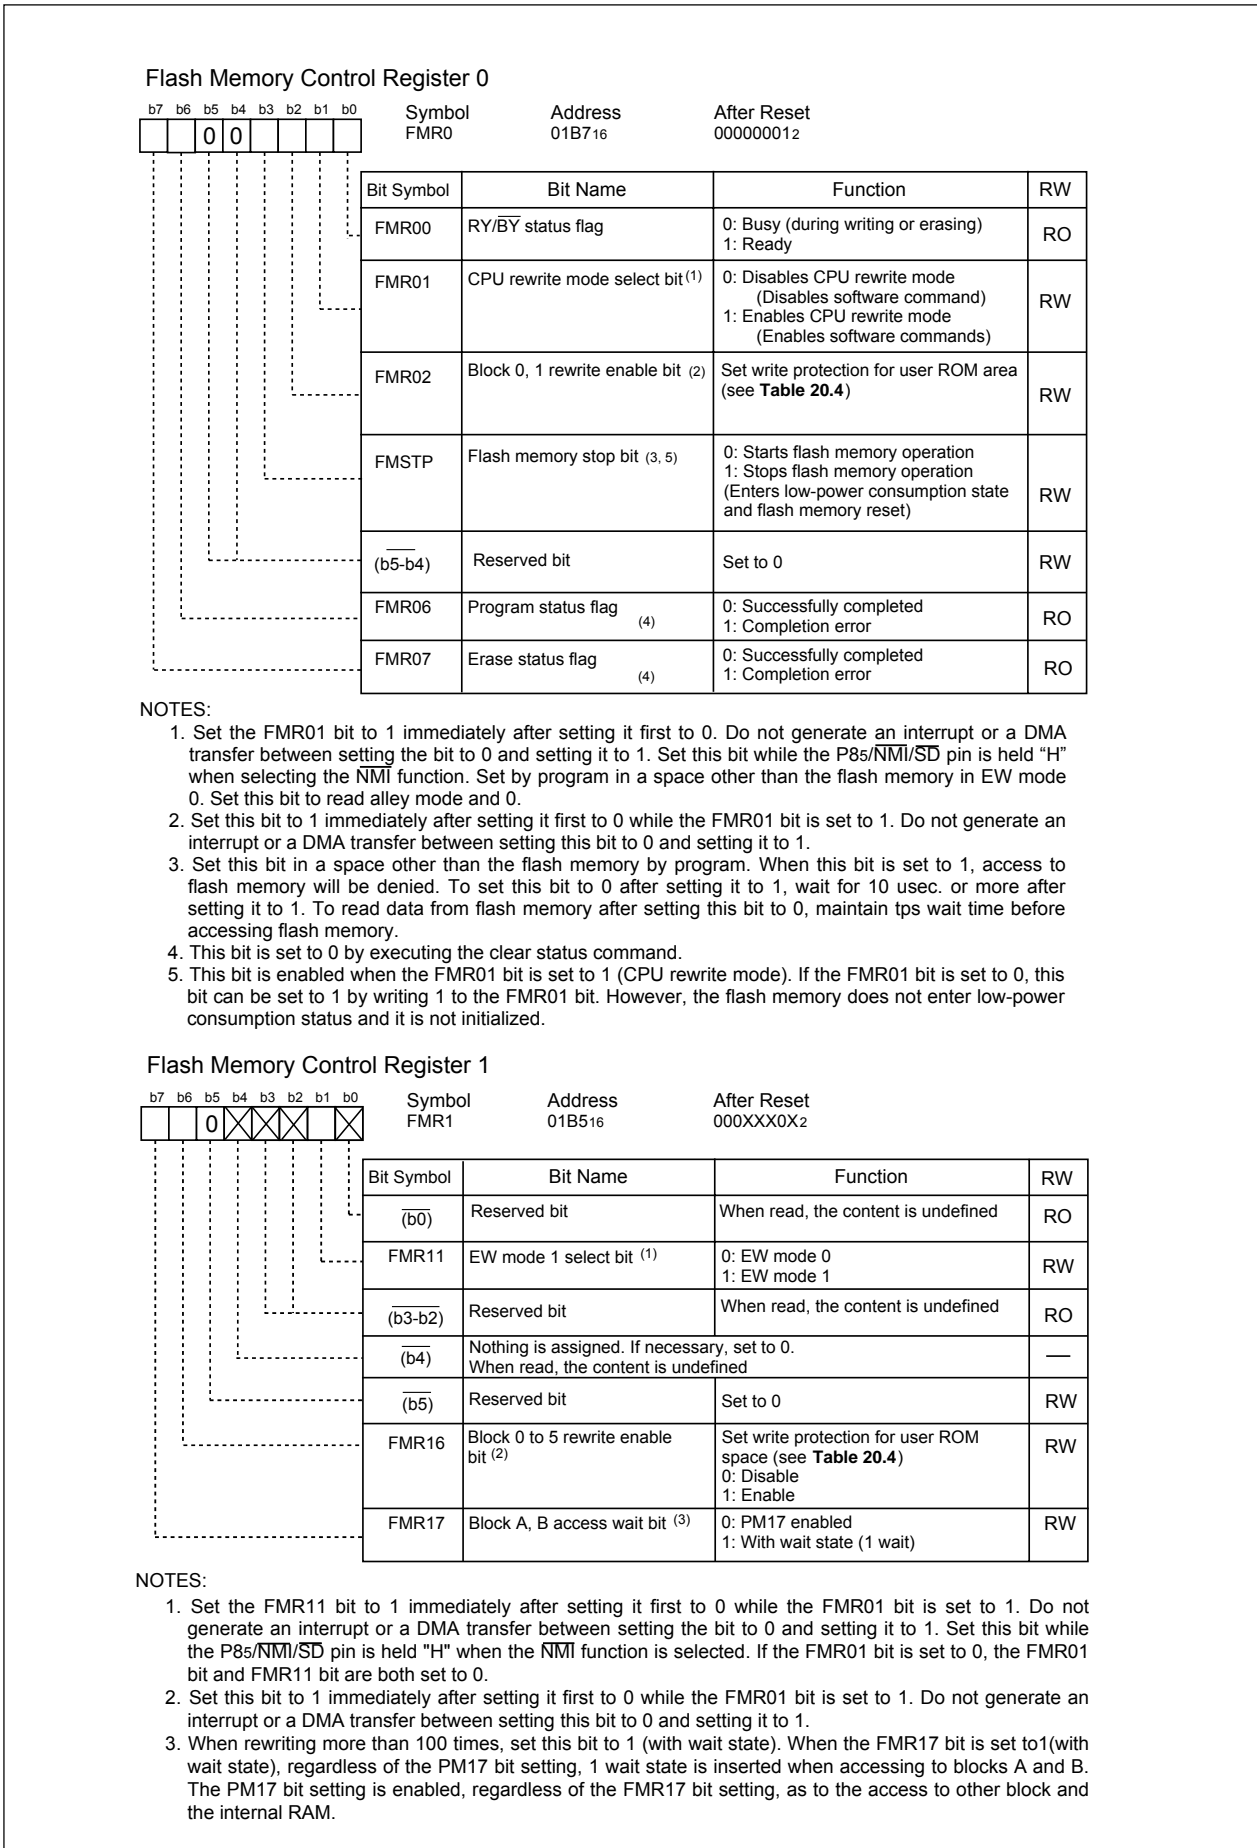 Flash Memory Control Register 0
b7 b6 b5 b4 b3 b2 b1 b0
Symbol Address After Reset
0 0
FMR0 01B716 000000012
Bit Symbol Bit Name Function RW
FMR00 RY/BY status flag 0: Busy (during writing or erasing)
1: Ready RO
FMR01 CPU rewrite mode select bit (1) 0: Disables CPU rewrite mode
(Disables software command)
1: Enables CPU rewrite mode RW
(Enables software commands)
FMR02 Block 0, 1 rewrite enable bit (2) Set write protection for user ROM area
(see Table 20.4) RW
FMSTP Flash memory stop bit (3, 5) 0: Starts flash memory operation
1: Stops flash memory operation
(Enters low-power consumption state RW
and flash memory reset)
(b5-b4) Reserved bit Set to 0 RW
FMR06 Program status flag (4) 0: Successfully completed
1: Completion error RO
FMR07 Erase status flag (4) 0: Successfully completed
1: Completion error RO
NOTES:
1. Set the FMR01 bit to 1 immediately after setting it first to 0. Do not generate an interrupt or a DMA
transfer between setting the bit to 0 and setting it to 1. Set this bit while the P85/NMI/SD pin is held “H”
when selecting the NMI function. Set by program in a space other than the flash memory in EW mode
0. Set this bit to read alley mode and 0.
2. Set this bit to 1 immediately after setting it first to 0 while the FMR01 bit is set to 1. Do not generate an
interrupt or a DMA transfer between setting this bit to 0 and setting it to 1.
3. Set this bit in a space other than the flash memory by program. When this bit is set to 1, access to
flash memory will be denied. To set this bit to 0 after setting it to 1, wait for 10 usec. or more after
setting it to 1. To read data from flash memory after setting this bit to 0, maintain tps wait time before
accessing flash memory.
4. This bit is set to 0 by executing the clear status command.
5. This bit is enabled when the FMR01 bit is set to 1 (CPU rewrite mode). If the FMR01 bit is set to 0, this
bit can be set to 1 by writing 1 to the FMR01 bit. However, the flash memory does not enter low-power
consumption status and it is not initialized.
Flash Memory Control Register 1
b7 b6 b5 b4 b3 b2 b1 b0
Symbol Address After Reset
0
FMR1 01B516 000XXX0X2
Bit Symbol Bit Name Function RW
(b0) Reserved bit When read, the content is undefined RO
FMR11 EW mode 1 select bit (1) 0: EW mode 0
1: EW mode 1 RW
(b3-b2) Reserved bit When read, the content is undefined RO
(b4) Nothing is assigned. If necessary, set to 0. —
When read, the content is undefined
(b5) Reserved bit Set to 0 RW
FMR16 Block 0 to 5 rewrite enable Set write protection for user ROM RW
bit (2) space (see Table 20.4)
0: Disable
1: Enable
FMR17 Block A, B access wait bit (3) 0: PM17 enabled RW
1: With wait state (1 wait)
NOTES:
1. Set the FMR11 bit to 1 immediately after setting it first to 0 while the FMR01 bit is set to 1. Do not
generate an interrupt or a DMA transfer between setting the bit to 0 and setting it to 1. Set this bit while
the P85/NMI/SD pin is held "H" when the NMI function is selected. If the FMR01 bit is set to 0, the FMR01
bit and FMR11 bit are both set to 0.
2. Set this bit to 1 immediately after setting it first to 0 while the FMR01 bit is set to 1. Do not generate an
interrupt or a DMA transfer between setting this bit to 0 and setting it to 1.
3. When rewriting more than 100 times, set this bit to 1 (with wait state). When the FMR17 bit is set to1(with
wait state), regardless of the PM17 bit setting, 1 wait state is inserted when accessing to blocks A and B.
The PM17 bit setting is enabled, regardless of the FMR17 bit setting, as to the access to other block and
the internal RAM.